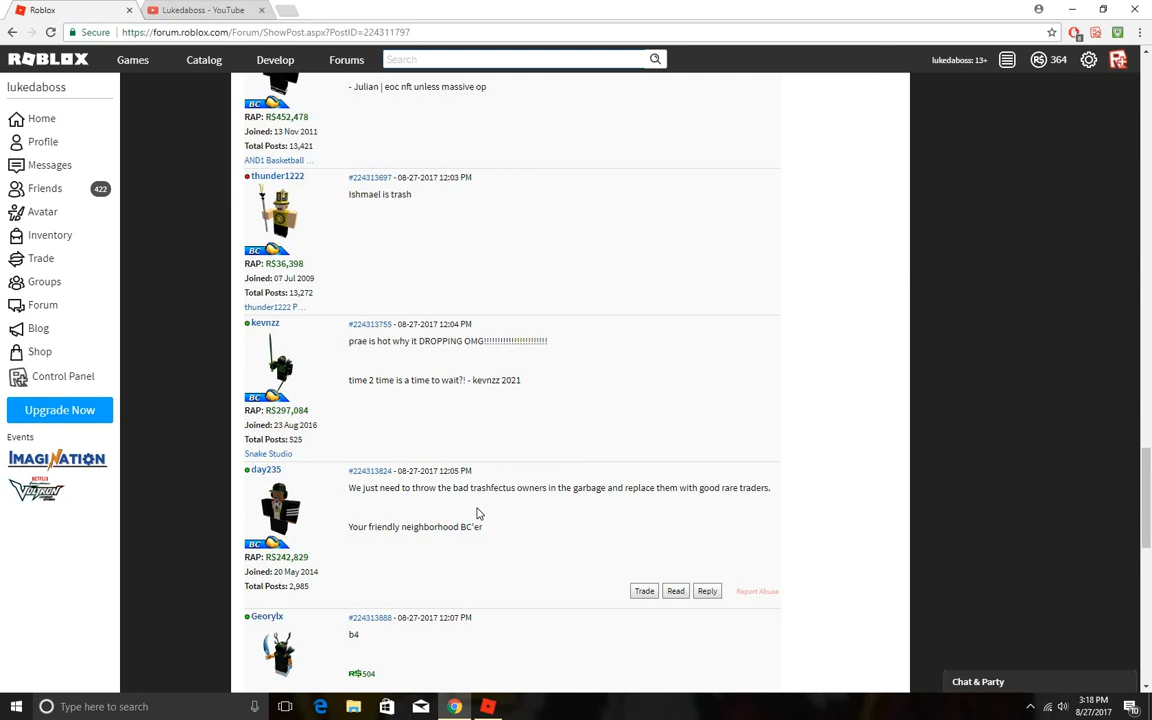 Roblox
Lukedaboss - YouTube
Secure
https://forum.roblox.com/Forum/ShowPost.aspx?PostID=224311797
ROBLOX
Games
Catalog
Develop
Forums
Search
lukedaboss: 13+
364
lukedaboss
Home
Profile
Messages
Friends
422
Avatar
Inventory
Trade
Groups
Forum
Blog
Shop
Control Panel
Upgrade Now
Events
IMAGINATION
NETFLIX
VOLTRON
BC
RAP: R$452,478
Joined: 13 Nov 2011
Total Posts: 13,421
AND1 Basketball ...
- Julian | eoc nft unless massive op
thunder1222
BC
RAP: R$36,398
Joined: 07 Jul 2009
Total Posts: 13,272
thunder1222 P...
#224313697 - 08-27-2017 12:03 PM
Ishmael is trash
kevnzz
BC
RAP: R$297,084
Joined: 23 Aug 2016
Total Posts: 525
Snake Studio
#224313755 - 08-27-2017 12:04 PM
prae is hot why it DROPPING OMG!!!!!!!!!!!!!!!!!!!!!!!
time 2 time is a time to wait?! - kevnzz 2021
day235
BC
RAP: R$242,829
Joined: 20 May 2014
Total Posts: 2,985
#224313824 - 08-27-2017 12:05 PM
We just need to throw the bad trashfectus owners in the garbage and replace them with good rare traders.
Your friendly neighborhood BC'er
Trade
Read
Reply
Report Abuse
Georylx
#224313888 - 08-27-2017 12:07 PM
b4
R$504
Chat & Party
Type here to search
3:18 PM
8/27/2017
10